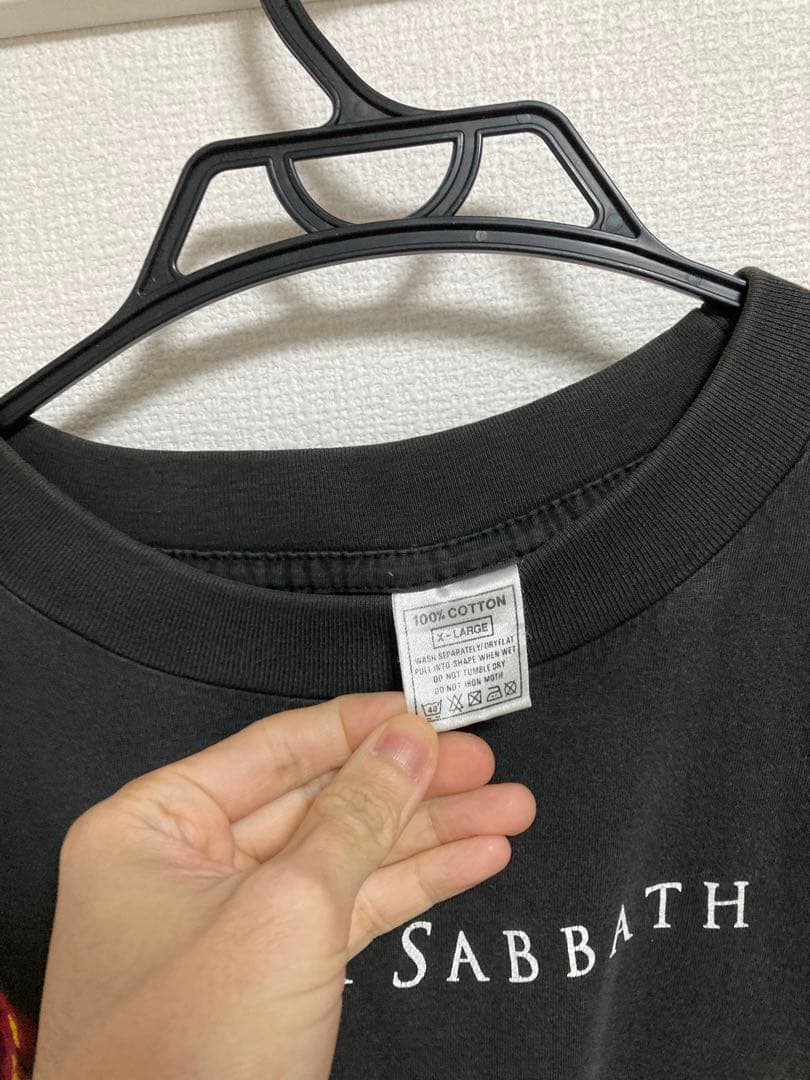 100% COTTON
X-LARGE
WASH SEPARATELY/DRYFLAT
PULL INTO SHAPE WHEN WET
DO NOT TUMBLE DRY
DO NOT IRON MOTIF
40
SABBATH